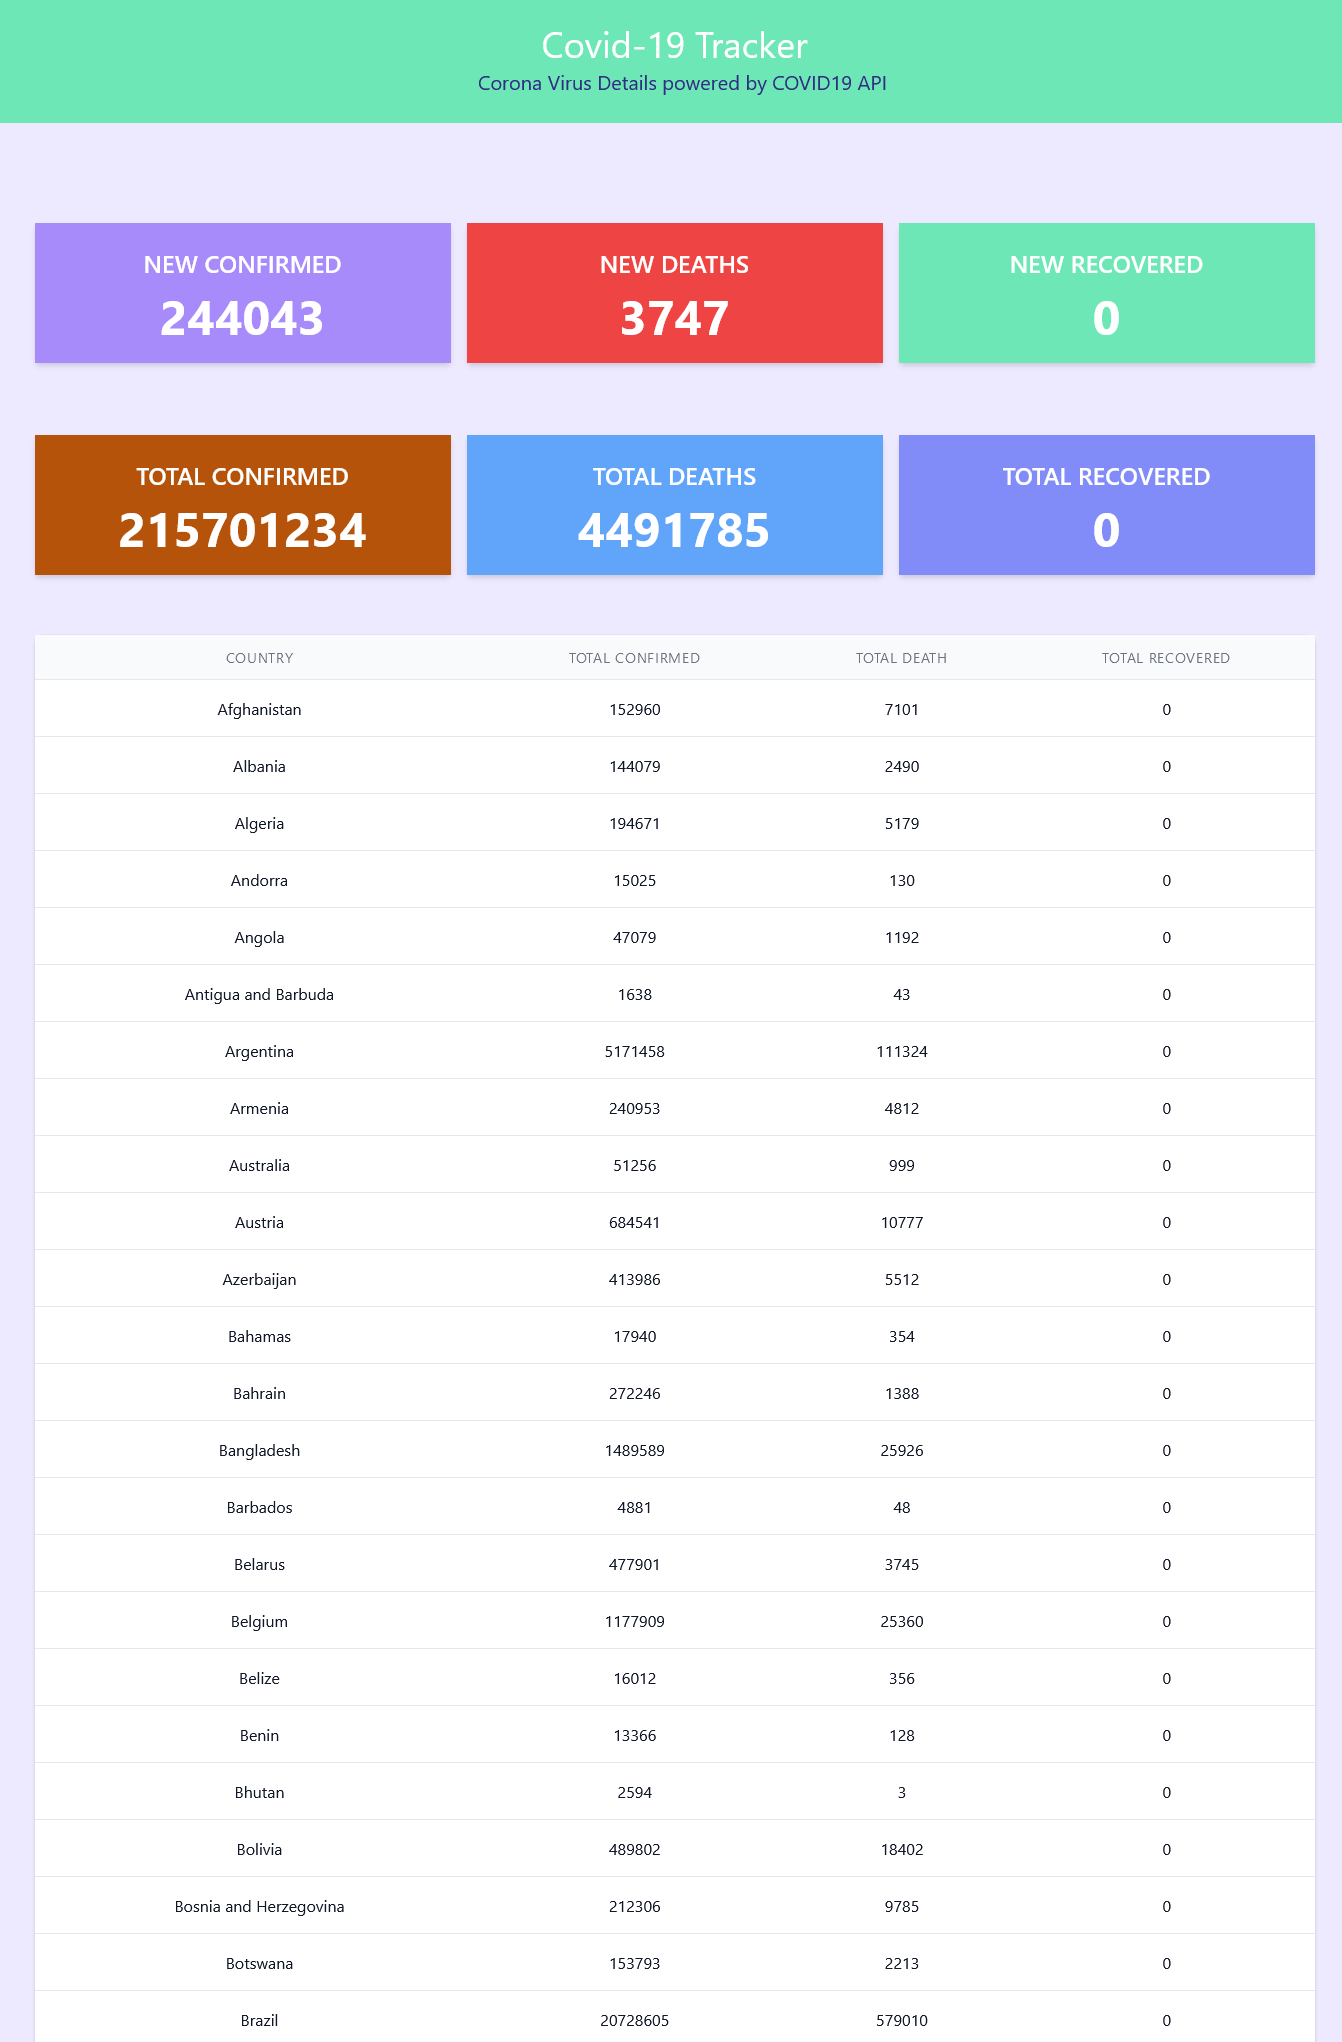 Covid-19 Tracker
Corona Virus Details powered by COVID19 API
NEW CONFIRMED
244043
NEW DEATHS
3747
NEW RECOVERED
0
TOTAL CONFIRMED
215701234
TOTAL DEATHS
4491785
TOTAL RECOVERED
0
COUNTRY TOTAL CONFIRMED TOTAL DEATH TOTAL RECOVERED
Afghanistan 152960 7101 0
Albania 144079 2490 0
Algeria 194671 5179 0
Andorra 15025 130 0
Angola 47079 1192 0
Antigua and Barbuda 1638 43 0
Argentina 5171458 111324 0
Armenia 240953 4812 0
Australia 51256 999 0
Austria 684541 10777 0
Azerbaijan 413986 5512 0
Bahamas 17940 354 0
Bahrain 272246 1388 0
Bangladesh 1489589 25926 0
Barbados 4881 48 0
Belarus 477901 3745 0
Belgium 1177909 25360 0
Belize 16012 356 0
Benin 13366 128 0
Bhutan 2594 3 0
Bolivia 489802 18402 0
Bosnia and Herzegovina 212306 9785 0
Botswana 153793 2213 0
Brazil 20728605 579010 0